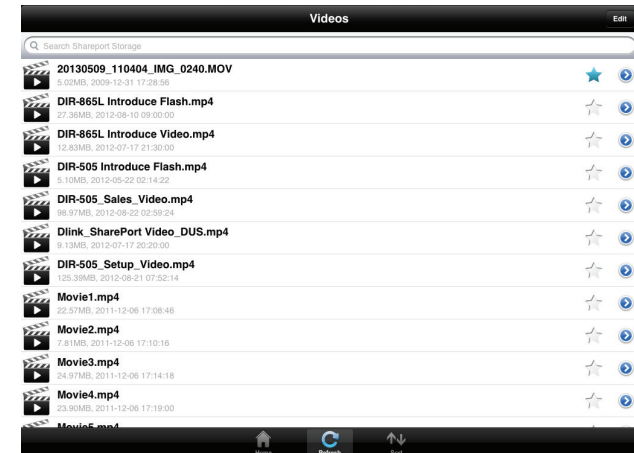 Videos
Edit
Search Shareport Storage
20130509_110404_IMG_0240.MOV
5.02MB, 2009-12-31 17:28:56
DIR-865L Introduce Flash.mp4
27.36MB, 2012-08-10 09:00:00
DIR-865L Introduce Video.mp4
12.83MB, 2012-07-17 21:30:00
DIR-505 Introduce Flash.mp4
5.10MB, 2012-05-22 02:14:22
DIR-505_Sales_Video.mp4
98.97MB, 2012-08-22 02:59:24
Dlink_SharePort Video_DUS.mp4
9.13MB, 2012-07-17 20:20:00
DIR-505_Setup_Video.mp4
125.39MB, 2012-08-21 07:52:14
Movie1.mp4
22.57MB, 2011-12-06 17:08:46
Movie2.mp4
7.81MB, 2011-12-06 17:10:16
Movie3.mp4
24.97MB, 2011-12-06 17:14:18
Movie4.mp4
23.90MB, 2011-12-06 17:19:00
Movie5.mp4
Home
Refresh
Sort